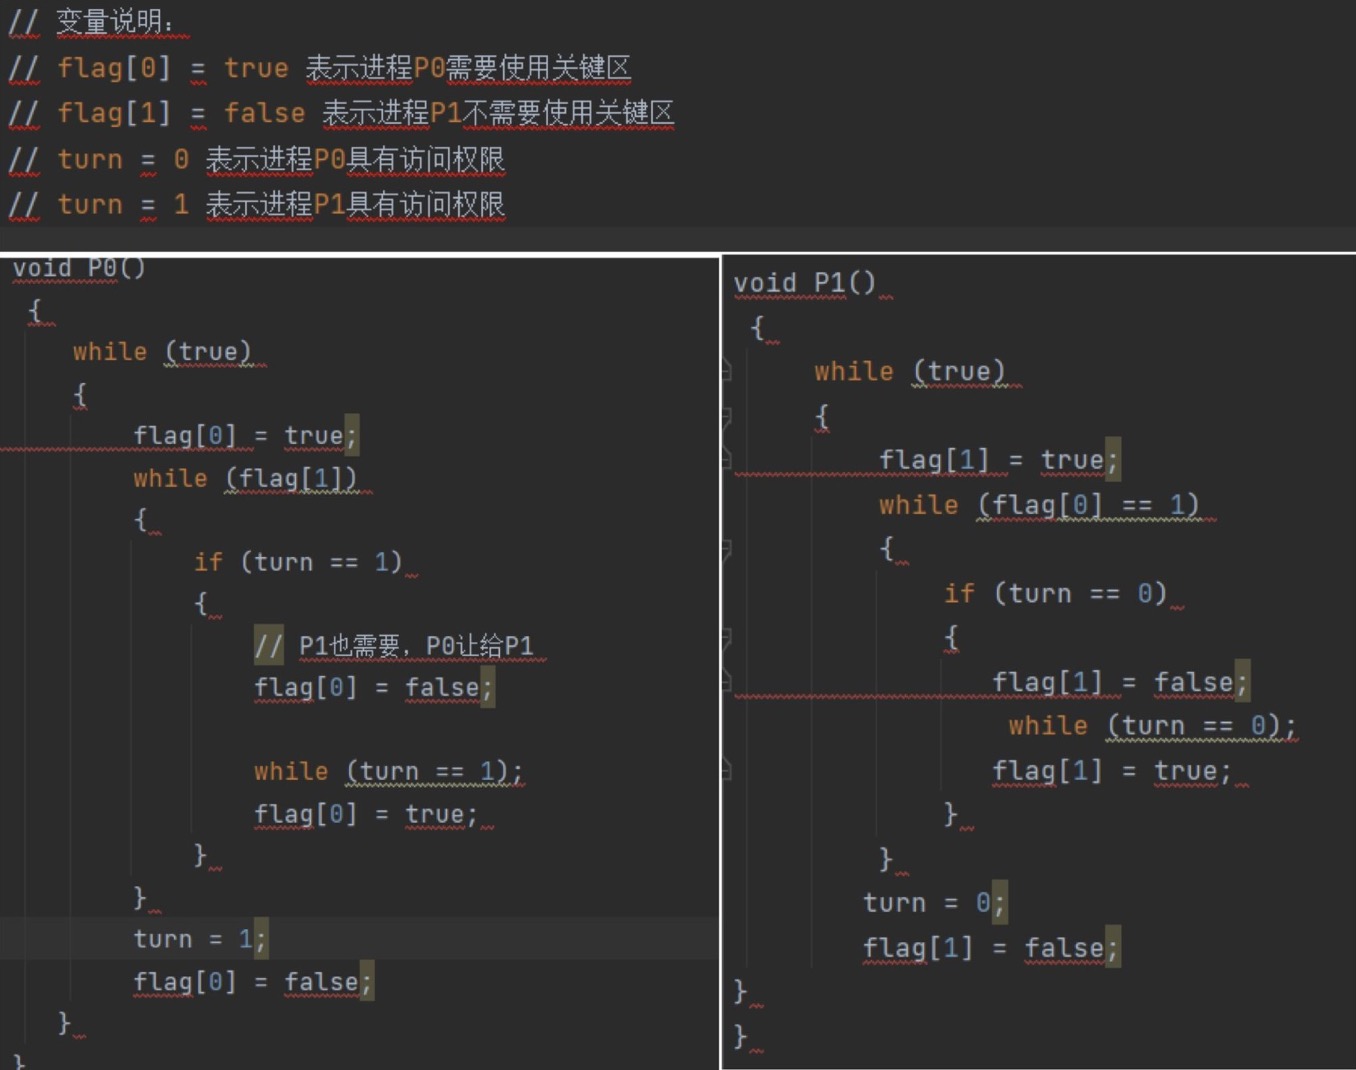 // 变量说明：
// flag[0] = true 表示进程P0需要使用关键区
// flag[1] = false 表示进程P1不需要使用关键区
// turn = 0 表示进程P0具有访问权限
// turn = 1 表示进程P1具有访问权限
void P0()
{
while (true)
{
flag[0] = true;
while (flag[1])
{
if (turn == 1)
{
// P1也需要，P0让给P1
flag[0] = false;
while (turn == 1);
flag[0] = true;
}
}
turn = 1;
flag[0] = false;
}
}
void P1()
{
while (true)
{
flag[1] = true;
while (flag[0] == 1)
{
if (turn == 0)
{
flag[1] = false;
while (turn == 0);
flag[1] = true;
}
}
turn = 0;
flag[1] = false;
}
}